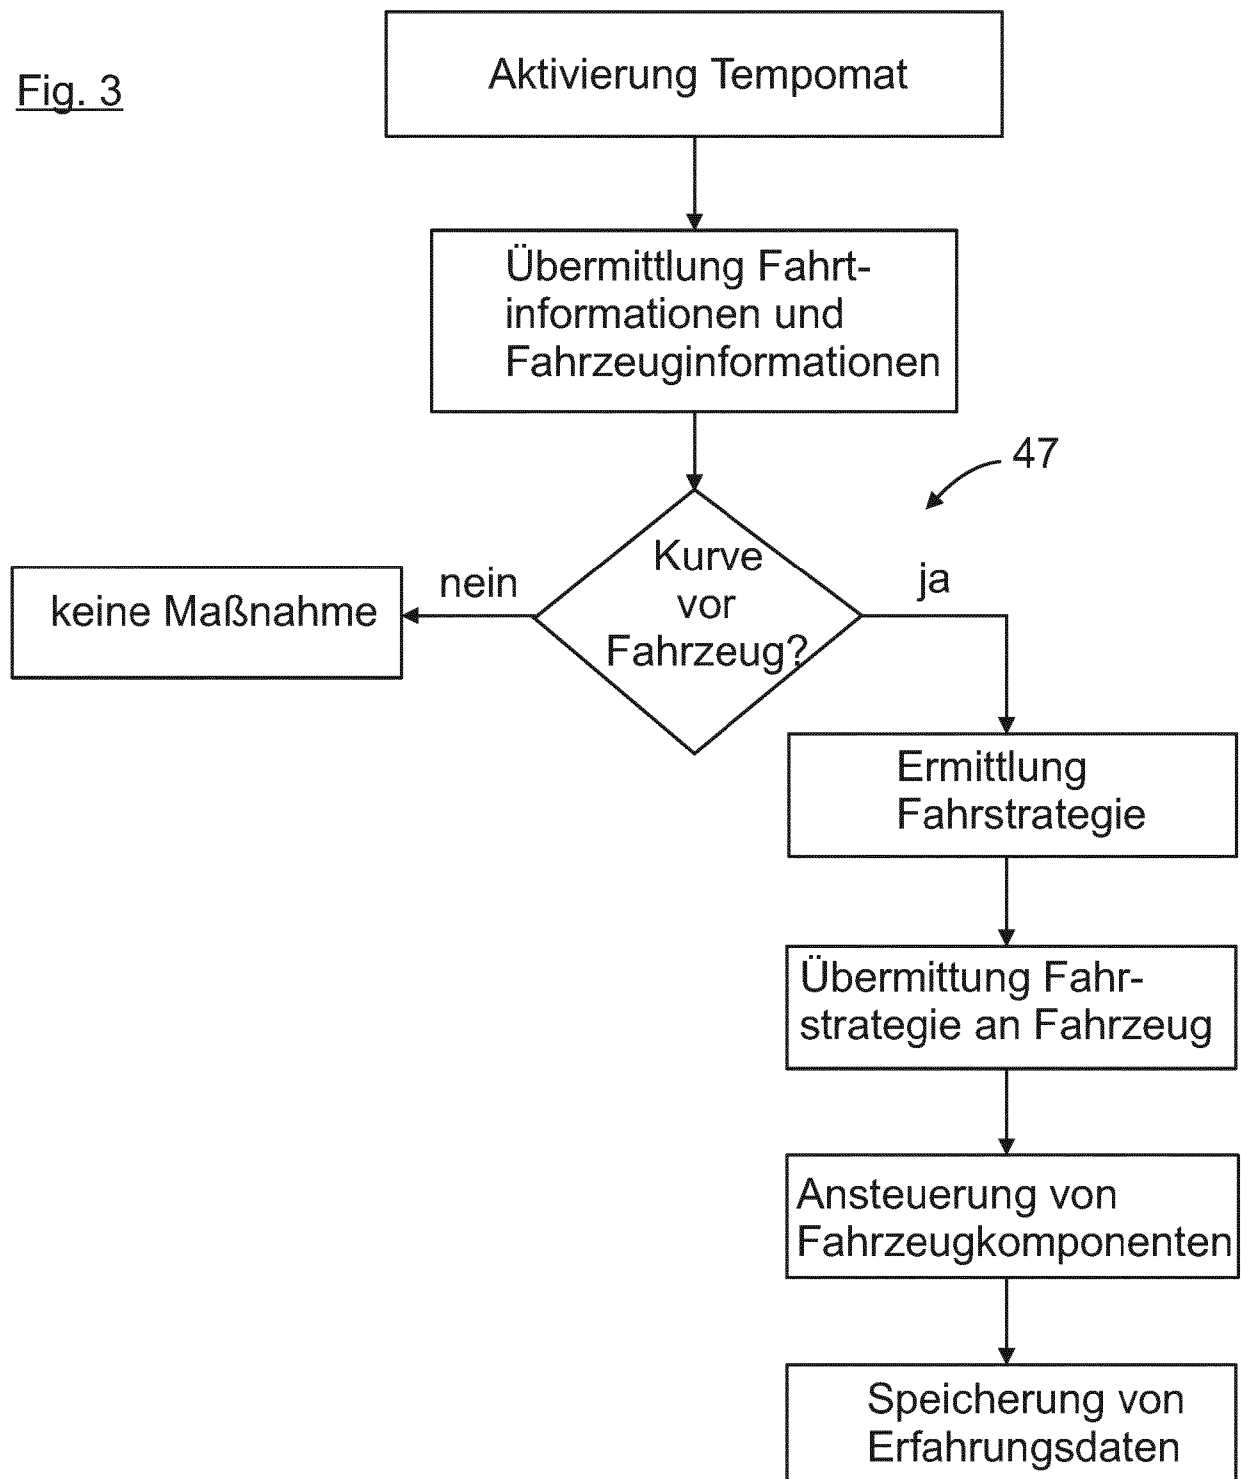 Fig. 3
Aktivierung Tempomat
Übermittlung Fahrt-
informationen und
Fahrzeuginformationen
47
Kurve
vor
Fahrzeug?
nein
ja
keine Maßnahme
Ermittlung
Fahrstrategie
Übermittung Fahr-
strategie an Fahrzeug
Ansteuerung von
Fahrzeugkomponenten
Speicherung von
Erfahrungsdaten